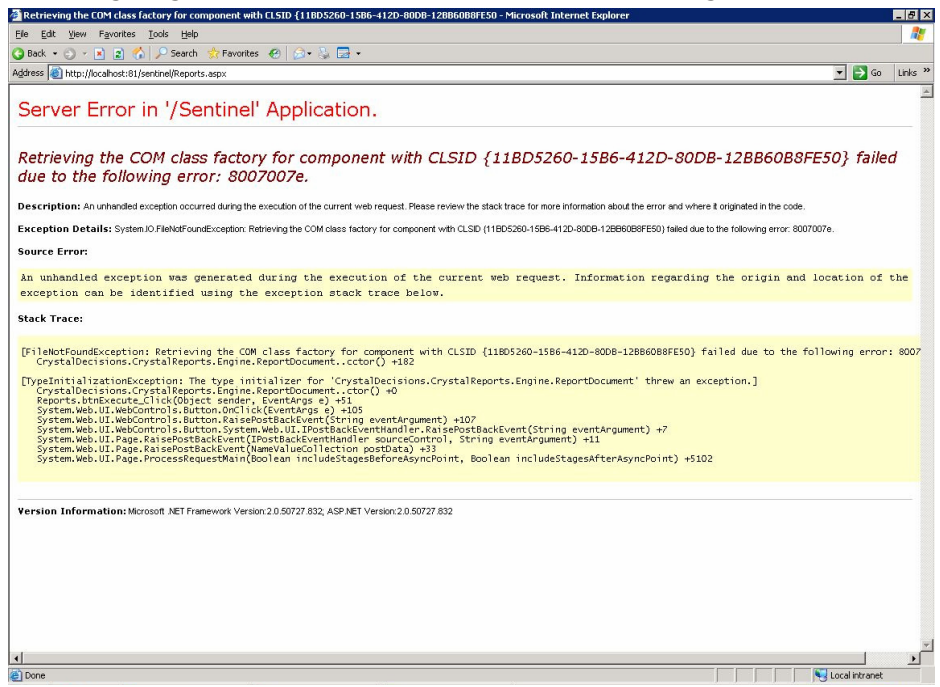 Retrieving the COM class factory for component with CLSID {11BD5260-15B6-412D-80DB-12BB60B8FE50 - Microsoft Internet Explorer
File Edit View Favorites Tools Help
Back Search Favorites
Address http://localhost:81/sentinel/Reports.aspx Go Links »
Server Error in '/Sentinel' Application.
Retrieving the COM class factory for component with CLSID {11BD5260-15B6-412D-80DB-12BB60B8FE50} failed
due to the following error: 8007007e.
Description: An unhandled exception occurred during the execution of the current web request. Please review the stack trace for more information about the error and where it originated in the code.
Exception Details: System.IO.FileNotFoundException: Retrieving the COM class factory for component with CLSID {11BD5260-15B6-412D-80DB-12BB60B8FE50} failed due to the following error: 8007007e.
Source Error:
An unhandled exception was generated during the execution of the current web request. Information regarding the origin and location of the
exception can be identified using the exception stack trace below.
Stack Trace:
[FileNotFoundException: Retrieving the COM class factory for component with CLSID {11BD5260-15B6-412D-80DB-12BB60B8FE50} failed due to the following error: 8007
CrystalDecisions.CrystalReports.Engine.ReportDocument..cctor() +182
[TypeInitializationException: The type initializer for 'CrystalDecisions.CrystalReports.Engine.ReportDocument' threw an exception.]
CrystalDecisions.CrystalReports.Engine.ReportDocument..ctor() +0
Reports.btnExecute_Click(Object sender, EventArgs e) +51
System.Web.UI.WebControls.Button.OnClick(EventArgs e) +105
System.Web.UI.WebControls.Button.RaisePostBackEvent(String eventArgument) +107
System.Web.UI.WebControls.Button.System.Web.UI.IPostBackEventHandler.RaisePostBackEvent(String eventArgument) +7
System.Web.UI.Page.RaisePostBackEvent(IPostBackEventHandler sourceControl, String eventArgument) +11
System.Web.UI.Page.RaisePostBackEvent(NameValueCollection postData) +33
System.Web.UI.Page.ProcessRequestMain(Boolean includeStagesBeforeAsyncPoint, Boolean includeStagesAfterAsyncPoint) +5102
Version Information: Microsoft .NET Framework Version:2.0.50727.832; ASP.NET Version:2.0.50727.832
Done Local intranet